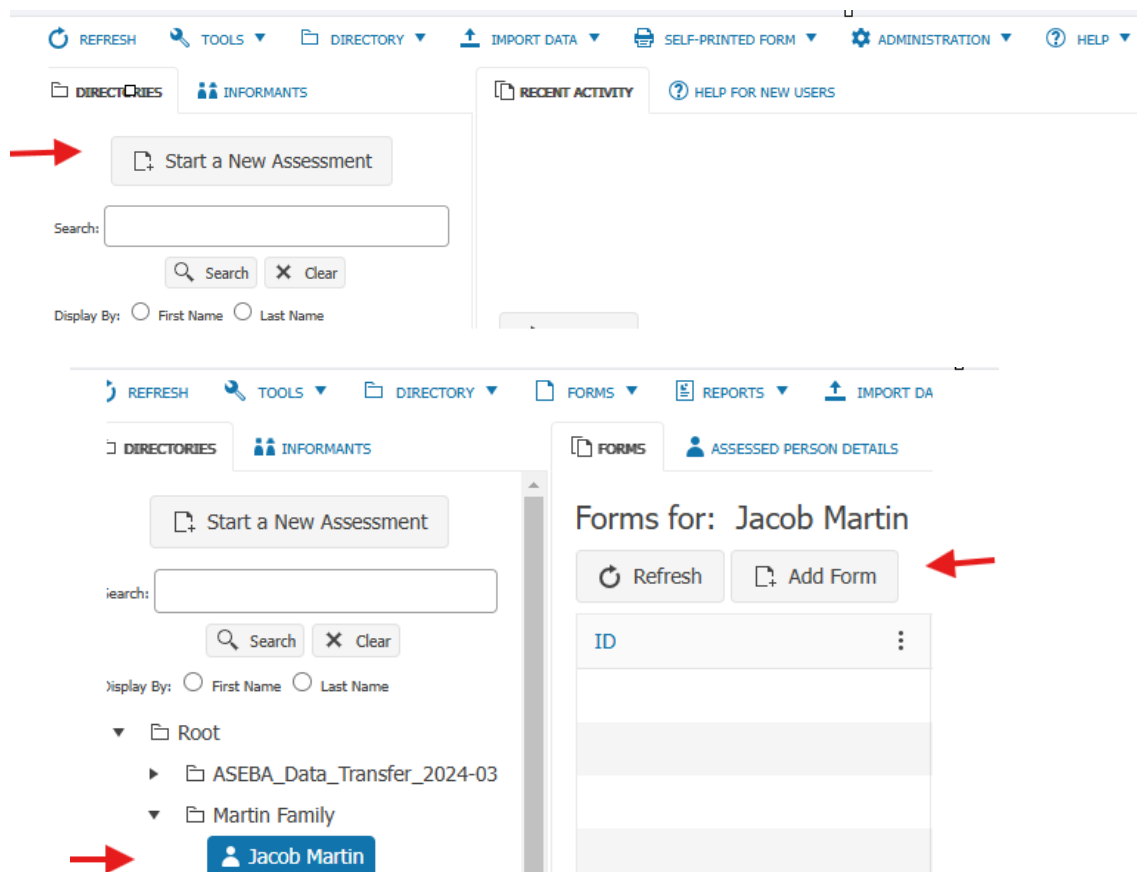 REFRESH TOOLS DIRECTORY IMPORT DATA SELF-PRINTED FORM ADMINISTRATION HELP
DIRECTORIES INFORMANTS RECENT ACTIVITY HELP FOR NEW USERS
Start a New Assessment
Search:
Search Clear
Display By: First Name Last Name
REFRESH TOOLS DIRECTORY FORMS REPORTS IMPORT DA
DIRECTORIES INFORMANTS FORMS ASSESSED PERSON DETAILS
Start a New Assessment
Forms for: Jacob Martin
Refresh Add Form
earch:
Search Clear
ID
isplay By: First Name Last Name
Root
ASEBA_Data_Transfer_2024-03
Martin Family
Jacob Martin